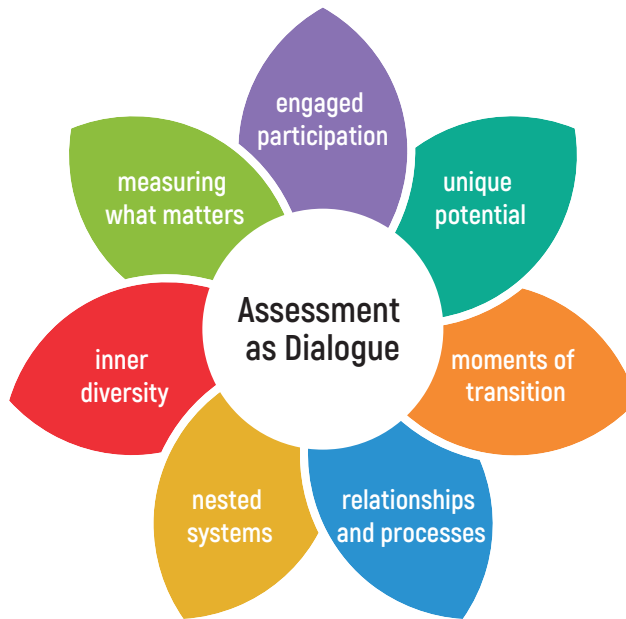 engaged
participation
unique
potential
moments of
transition
relationships
and processes
nested
systems
inner
diversity
measuring
what matters
Assessment
as Dialogue